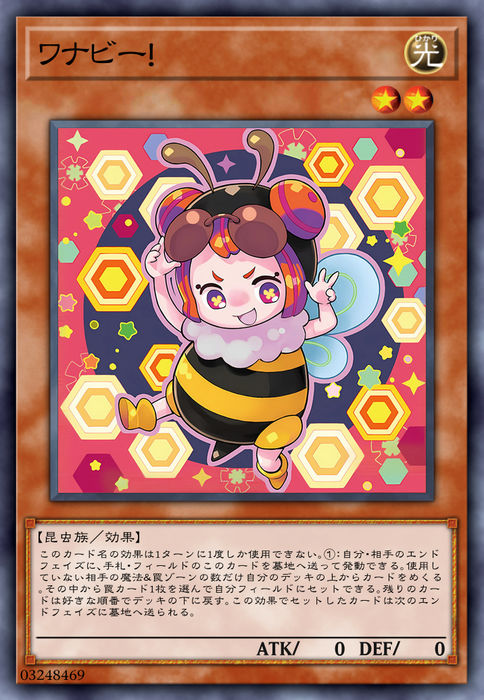 ワナビー!
ひかり
光
【昆虫族/効果】
このカード名の効果は1ターンに1度しか使用できない。①:自分・相手のエンド
フェイズに、手札・フィールドのこのカードを墓地へ送って発動できる。使用し
ていない相手の魔法&罠ゾーンの数だけ自分のデッキの上からカードをめくる
。その中から罠カード1枚を選んで自分フィールドにセットできる。残りのカー
ドは好きな順番でデッキの下に戻す。この効果でセットしたカードは次のエン
ドフェイズに墓地へ送られる。
ATK/ 0 DEF/ 0
03248469